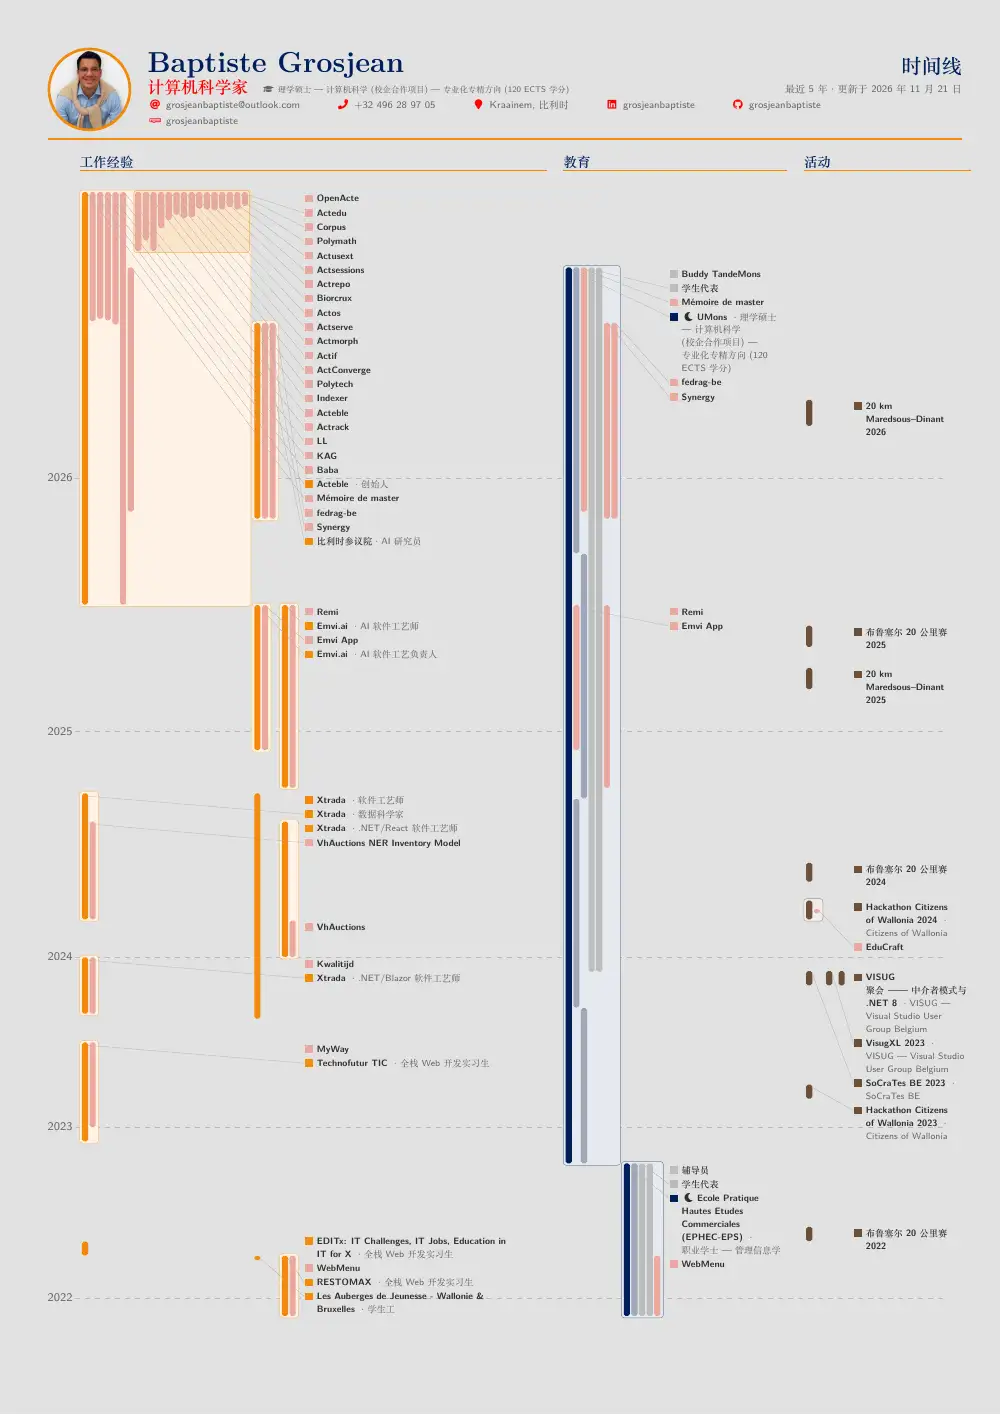 Baptiste Grosjean
时间线
计算机科学家 理学硕士 — 计算机科学 (校企合作项目) — 专业化专精方向 (120 ECTS 学分)
最近 5 年 · 更新于 2026 年 11 月 21 日
grosjeanbaptiste@outlook.com +32 496 28 97 05 Kraainem, 比利时 grosjeanbaptiste grosjeanbaptiste
grosjeanbaptiste
工作经验
OpenActe
Actedu
Corpus
Polymath
Actusext
Actsessions
Actrepo
Biorcrux
Actos
Actserve
Actmorph
Actif
ActConverge
Polytech
Indexer
Acteble
Actrack
LL
KAG
Baba
Acteble · 创始人
Mémoire de master
fedrag-be
Synergy
比利时参议院 · AI 研究员
Remi
Emvi.ai · AI 软件工艺师
Emvi App
Emvi.ai · AI 软件工艺负责人
Xtrada · 软件工艺师
Xtrada · 数据科学家
Xtrada · .NET/React 软件工艺师
VhAuctions NER Inventory Model
VhAuctions
Kwalitijd
Xtrada · .NET/Blazor 软件工艺师
MyWay
Technofutur TIC · 全栈 Web 开发实习生
EDITx: IT Challenges, IT Jobs, Education in
IT for X · 全栈 Web 开发实习生
WebMenu
RESTOMAX · 全栈 Web 开发实习生
Les Auberges de Jeunesse - Wallonie &
Bruxelles · 学生工
2026
2025
2024
2023
2022
教育
Buddy TandeMons
学生代表
Mémoire de master
UMons · 理学硕士
— 计算机科学
(校企合作项目) —
专业化专精方向 (120
ECTS 学分)
fedrag-be
Synergy
Remi
Emvi App
辅导员
学生代表
Ecole Pratique
Hautes Etudes
Commerciales
(EPHEC-EPS) ·
职业学士 — 管理信息学
WebMenu
活动
20 km
Maredsous–Dinant
2026
布鲁塞尔 20 公里赛
2025
20 km
Maredsous–Dinant
2025
布鲁塞尔 20 公里赛
2024
Hackathon Citizens
of Wallonia 2024 ·
Citizens of Wallonia
EduCraft
VISUG
聚会 —— 中介者模式与
.NET 8 · VISUG —
Visual Studio User
Group Belgium
VisugXL 2023 ·
VISUG — Visual Studio
User Group Belgium
SoCraTes BE 2023 ·
SoCraTes BE
Hackathon Citizens
of Wallonia 2023 ·
Citizens of Wallonia
布鲁塞尔 20 公里赛
2022